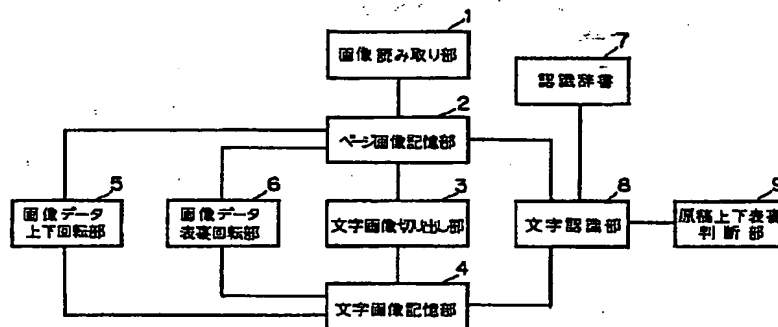 1
画像読み取り部
7
認識辞書
2
ページ画像記憶部
5
画像データ
上下回転部
6
画像データ
表裏回転部
3
文字画像切り出し部
8
文字認識部
9
原稿上下表裏
判断部
4
文字画像記憶部